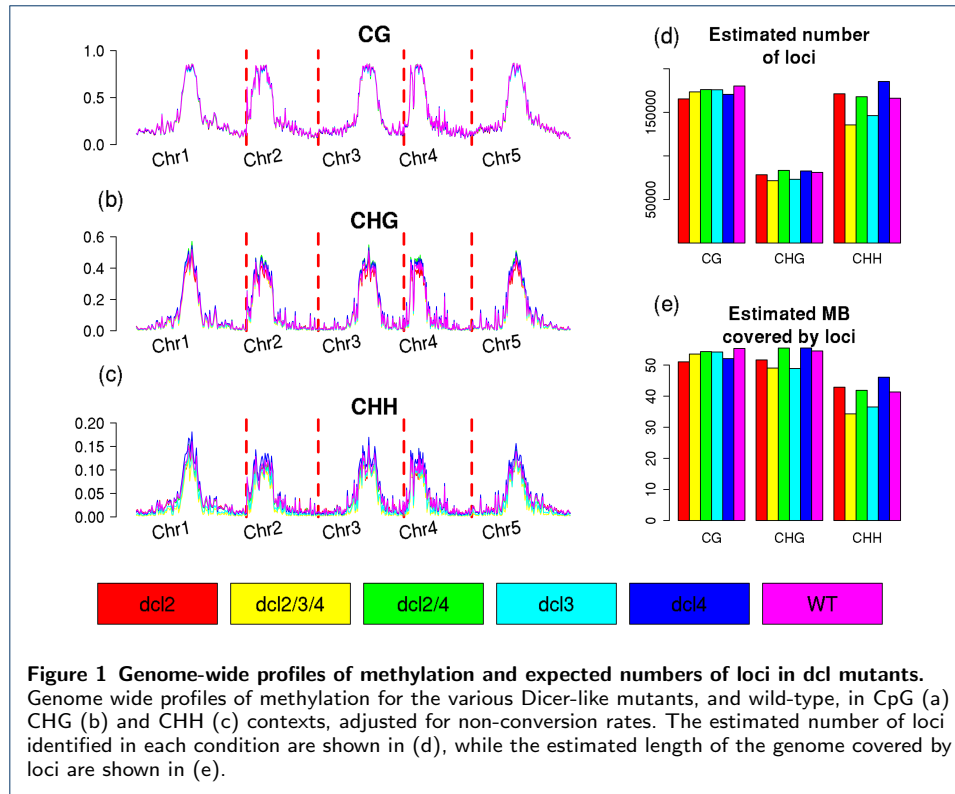 CG
1.0
0.5
0.0
Chr1 Chr2 Chr3 Chr4 Chr5
(b)
CHG
0.6
0.4
0.2
0.0
Chr1 Chr2 Chr3 Chr4 Chr5
(c)
CHH
0.20
0.15
0.10
0.05
0.00
Chr1 Chr2 Chr3 Chr4 Chr5
(d)
Estimated number
of loci
150000
50000
CG CHG CHH
(e)
Estimated MB
covered by loci
50
40
30
20
10
0
CG CHG CHH
dcl2 dcl2/3/4 dcl2/4 dcl3 dcl4 WT
Figure 1 Genome-wide profiles of methylation and expected numbers of loci in dcl mutants.
Genome wide profiles of methylation for the various Dicer-like mutants, and wild-type, in CpG (a)
CHG (b) and CHH (c) contexts, adjusted for non-conversion rates. The estimated number of loci
identified in each condition are shown in (d), while the estimated length of the genome covered by
loci are shown in (e).